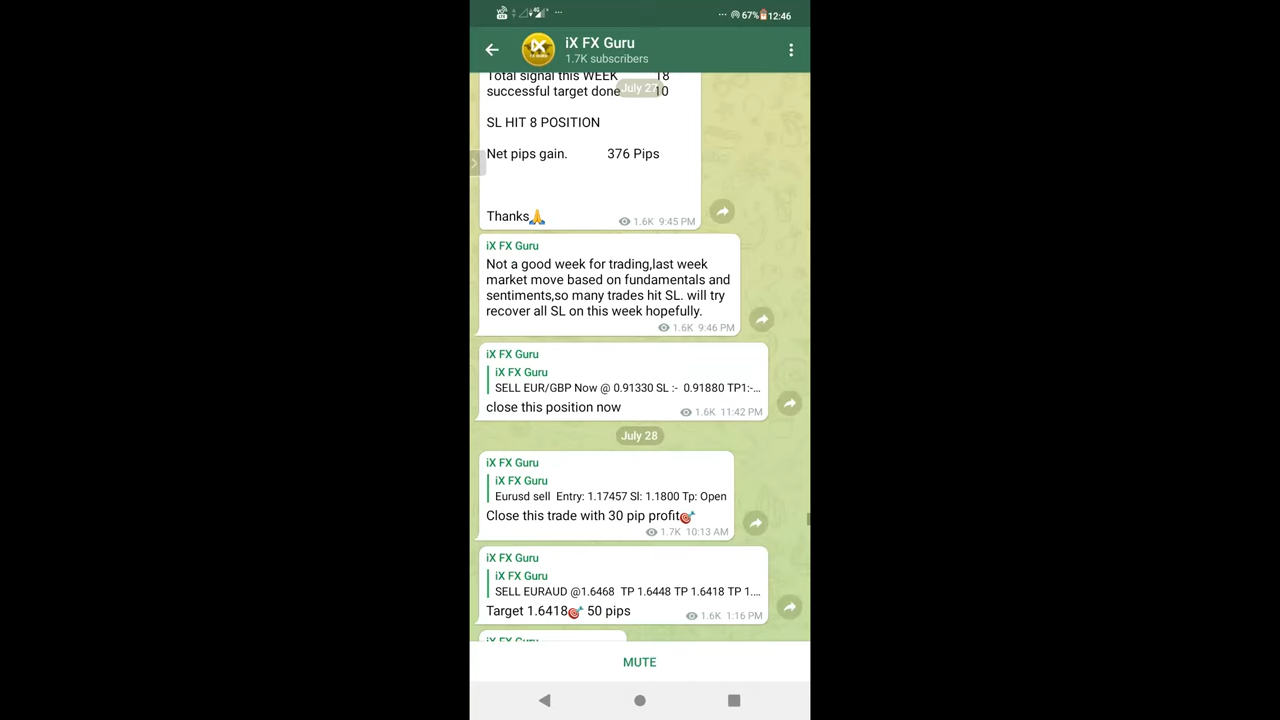 67% 12:46
iX FX Guru
1.7K subscribers
Total signal this WEEK 18
July 27
successful target done 10
SL HIT 8 POSITION
Net pips gain. 376 Pips
Thanks🙏 1.6K 9:45 PM
iX FX Guru
Not a good week for trading,last week
market move based on fundamentals and
sentiments,so many trades hit SL. will try
recover all SL on this week hopefully.
1.6K 9:46 PM
iX FX Guru
iX FX Guru
SELL EUR/GBP Now @ 0.91330 SL :- 0.91880 TP1:-...
close this position now 1.6K 11:42 PM
July 28
iX FX Guru
iX FX Guru
Eurusd sell Entry: 1.17457 Sl: 1.1800 Tp: Open
Close this trade with 30 pip profit🎯
1.7K 10:13 AM
iX FX Guru
iX FX Guru
SELL EURAUD @1.6468 TP 1.6448 TP 1.6418 TP 1....
Target 1.6418🎯 50 pips 1.6K 1:16 PM
iX FX Guru
MUTE